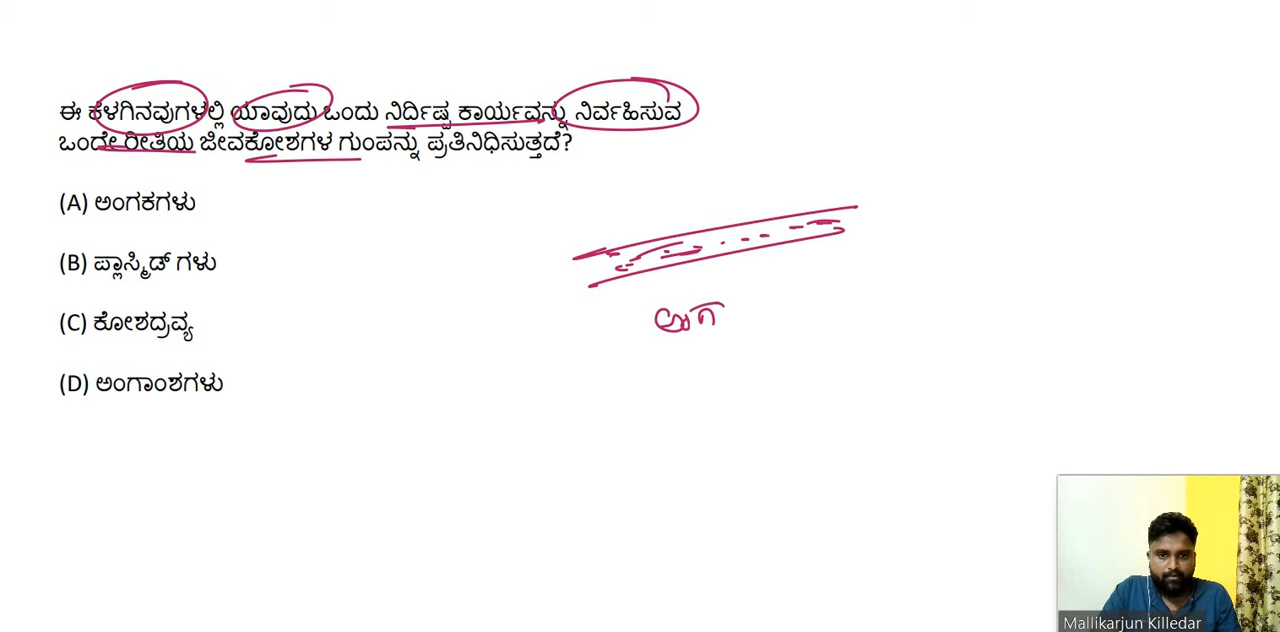 ಈ ಕೆಳಗಿನವುಗಳಲ್ಲಿ ಯಾವುದು ಒಂದು ನಿರ್ದಿಷ್ಟ ಕಾರ್ಯವನ್ನು ನಿರ್ವಹಿಸುವ
ಒಂದೇ ರೀತಿಯ ಜೀವಕೋಶಗಳ ಗುಂಪನ್ನು ಪ್ರತಿನಿಧಿಸುತ್ತದೆ?
(A) ಅಂಗಕಗಳು
(B) ಪ್ಲಾಸ್ಮಿಡ್ ಗಳು
(C) ಕೋಶದ್ರವ್ಯ
(D) ಅಂಗಾಂಶಗಳು
Mallikarjun Killedar